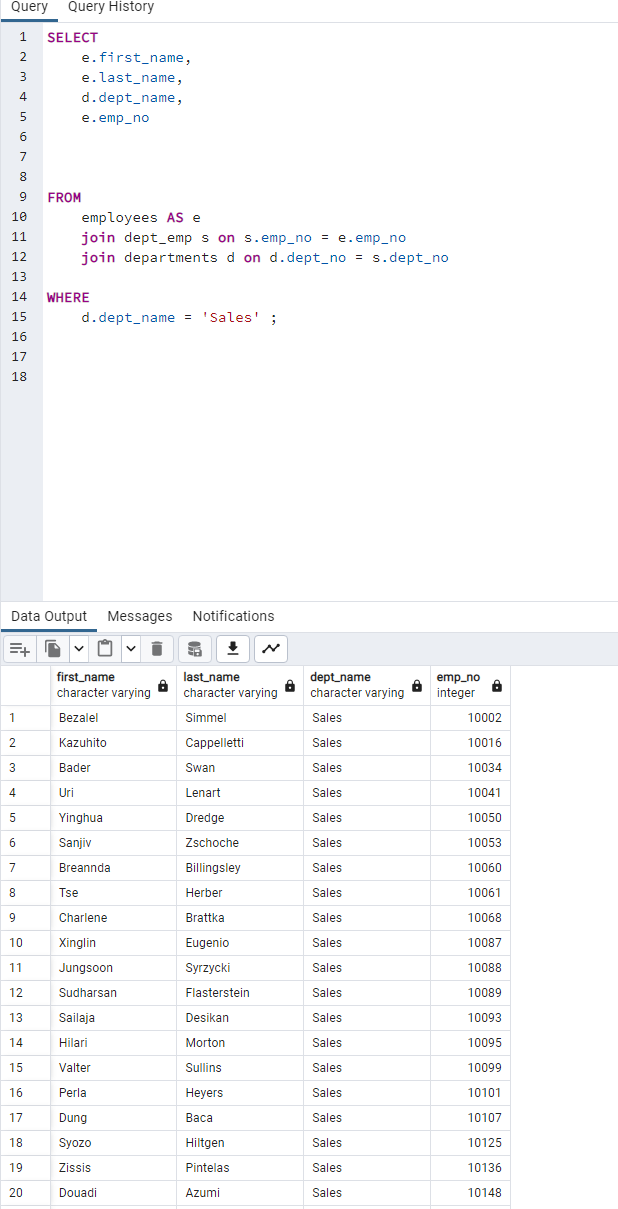 Query Query History
1 SELECT
2 e.first_name,
3 e.last_name,
4 d.dept_name,
5 e.emp_no
6
7
8
9 FROM
10 employees AS e
11 join dept_emp s on s.emp_no = e.emp_no
12 join departments d on d.dept_no = s.dept_no
13
14 WHERE
15 d.dept_name = 'Sales' ;
16
17
18
Data Output Messages Notifications
first_name last_name dept_name emp_no
character varying character varying character varying integer
1 Bezalel Simmel Sales 10002
2 Kazuhito Cappelletti Sales 10016
3 Bader Swan Sales 10034
4 Uri Lenart Sales 10041
5 Yinghua Dredge Sales 10050
6 Sanjiv Zschoche Sales 10053
7 Breannda Billingsley Sales 10060
8 Tse Herber Sales 10061
9 Charlene Brattka Sales 10068
10 Xinglin Eugenio Sales 10087
11 Jungsoon Syrzycki Sales 10088
12 Sudharsan Flasterstein Sales 10089
13 Sailaja Desikan Sales 10093
14 Hilari Morton Sales 10095
15 Valter Sullins Sales 10099
16 Perla Heyers Sales 10101
17 Dung Baca Sales 10107
18 Syozo Hiltgen Sales 10125
19 Zissis Pintelas Sales 10136
20 Douadi Azumi Sales 10148